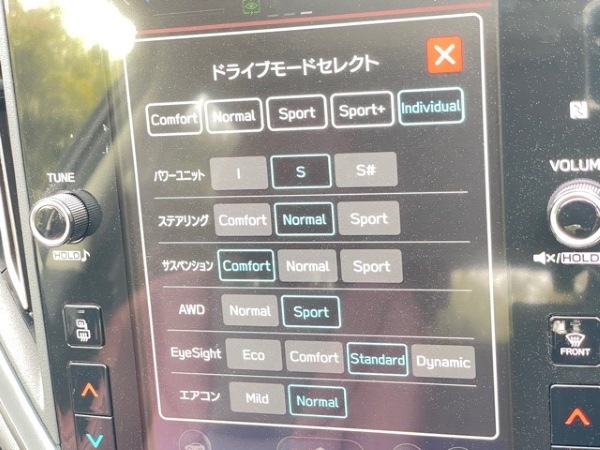 ドライブモードセレクト
Comfort Normal Sport Sport+ Individual
パワーユニット I S S#
ステアリング Comfort Normal Sport
サスペンション Comfort Normal Sport
AWD Normal Sport
EyeSight Eco Comfort Standard Dynamic
エアコン Mild Normal
TUNE
HOLD♪
VOLUM
/HOLD
FRONT